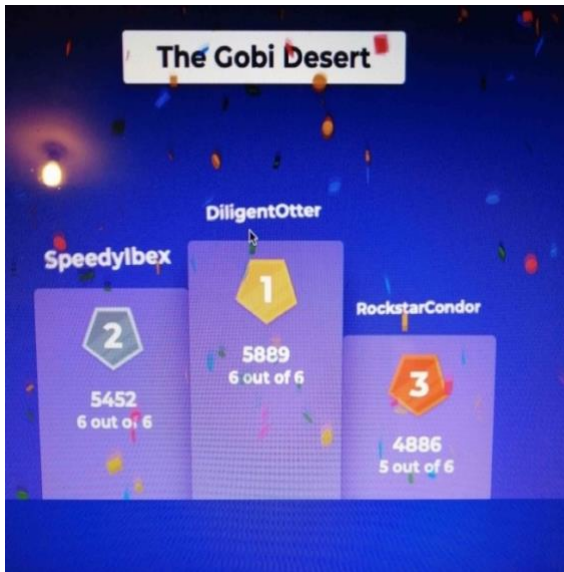 The Gobi Desert
DiligentOtter
1
5889
6 out of 6
SpeedyIbex
2
5452
6 out of 6
RockstarCondor
3
4886
5 out of 6